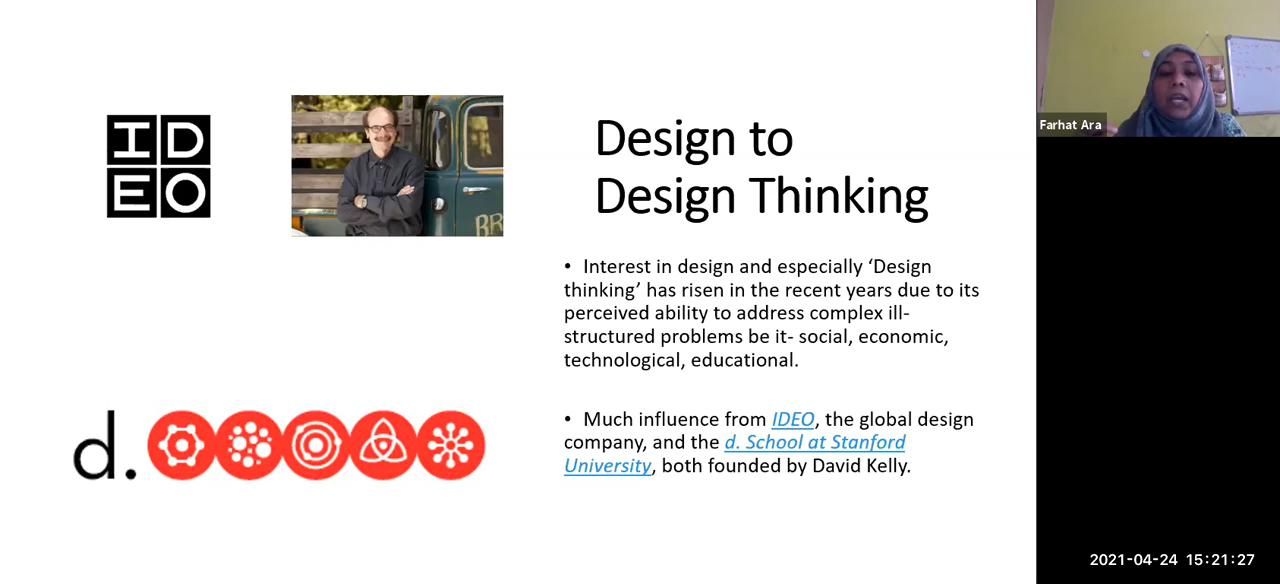 ID
EO
BR
Design to
Design Thinking
• Interest in design and especially ‘Design
thinking’ has risen in the recent years due to its
perceived ability to address complex ill-
structured problems be it- social, economic,
technological, educational.
• Much influence from IDEO, the global design
company, and the d. School at Stanford
University, both founded by David Kelly.
d.
Farhat Ara
2021-04-24 15:21:27